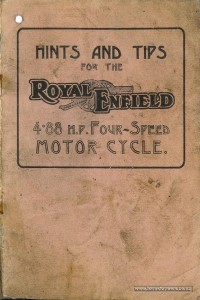 HINTS AND TIPS
FOR THE
ROYAL ENFIELD
4·88 H.P. FOUR-SPEED
MOTOR CYCLE.